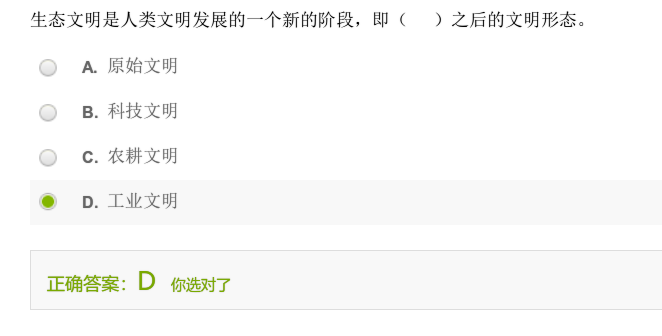 生态文明是人类文明发展的一个新的阶段，即（　）之后的文明形态。
A. 原始文明
B. 科技文明
C. 农耕文明
D. 工业文明
正确答案：D 你选对了